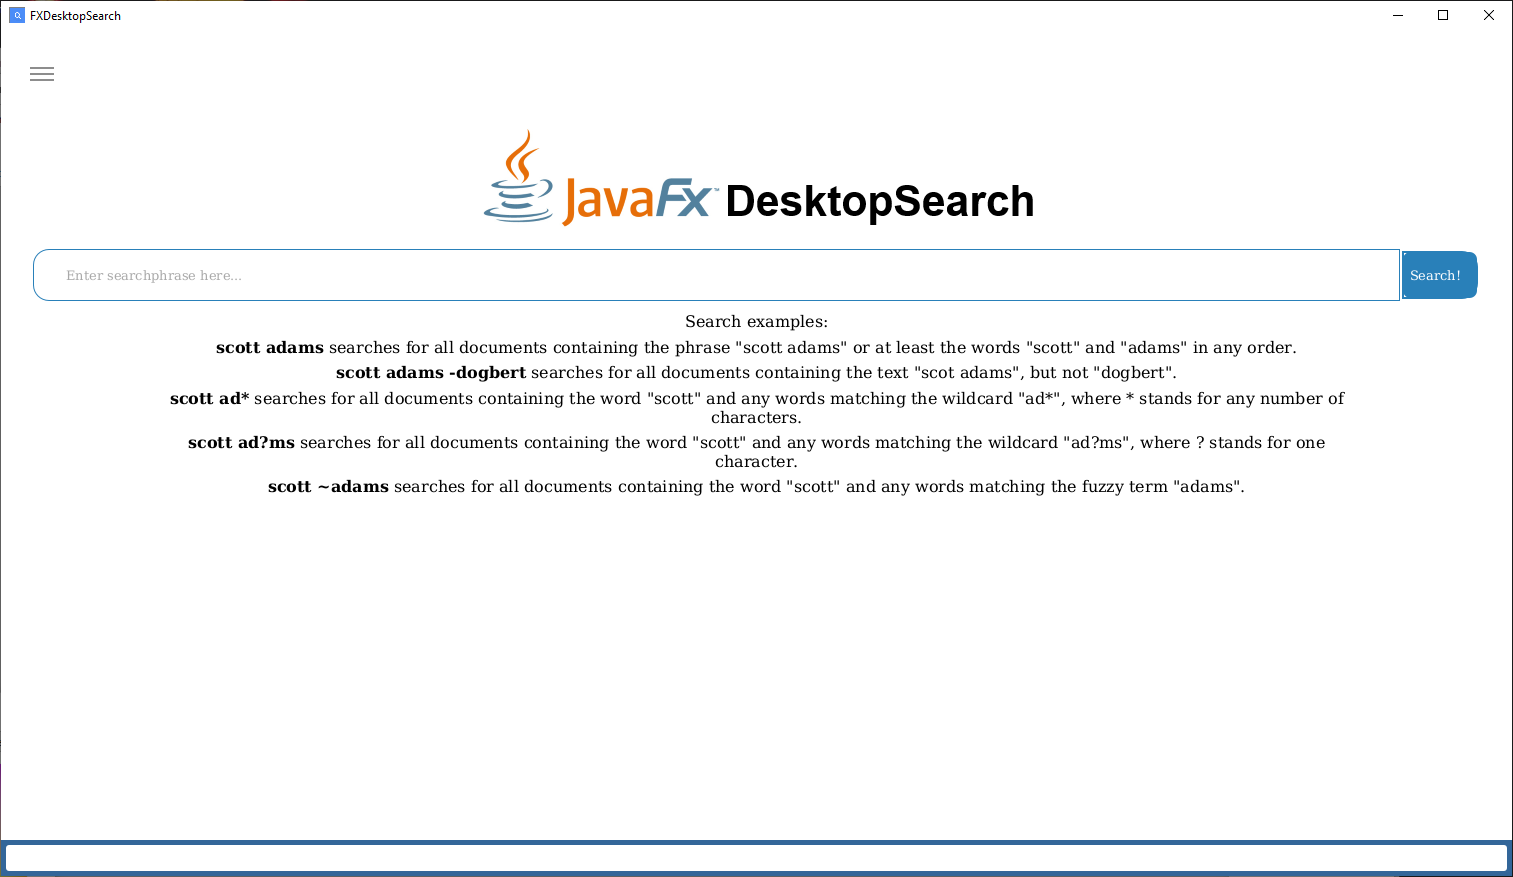 FXDesktopSearch
JavaFx™ DesktopSearch
Enter searchphrase here...
Search!
Search examples:
scott adams searches for all documents containing the phrase "scott adams" or at least the words "scott" and "adams" in any order.
scott adams -dogbert searches for all documents containing the text "scot adams", but not "dogbert".
scott ad* searches for all documents containing the word "scott" and any words matching the wildcard "ad*", where * stands for any number of
characters.
scott ad?ms searches for all documents containing the word "scott" and any words matching the wildcard "ad?ms", where ? stands for one
character.
scott ~adams searches for all documents containing the word "scott" and any words matching the fuzzy term "adams".